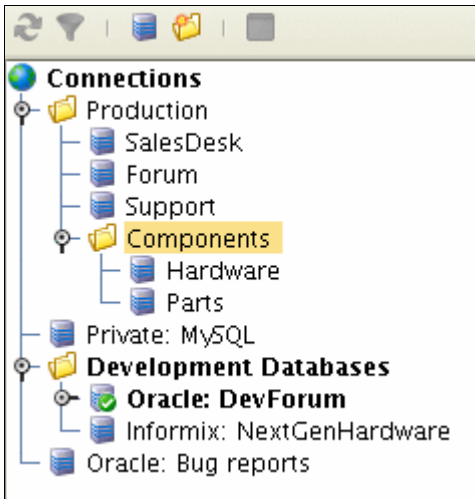 Connections
Production
SalesDesk
Forum
Support
Components
Hardware
Parts
Private: MySQL
Development Databases
Oracle: DevForum
Informix: NextGenHardware
Oracle: Bug reports